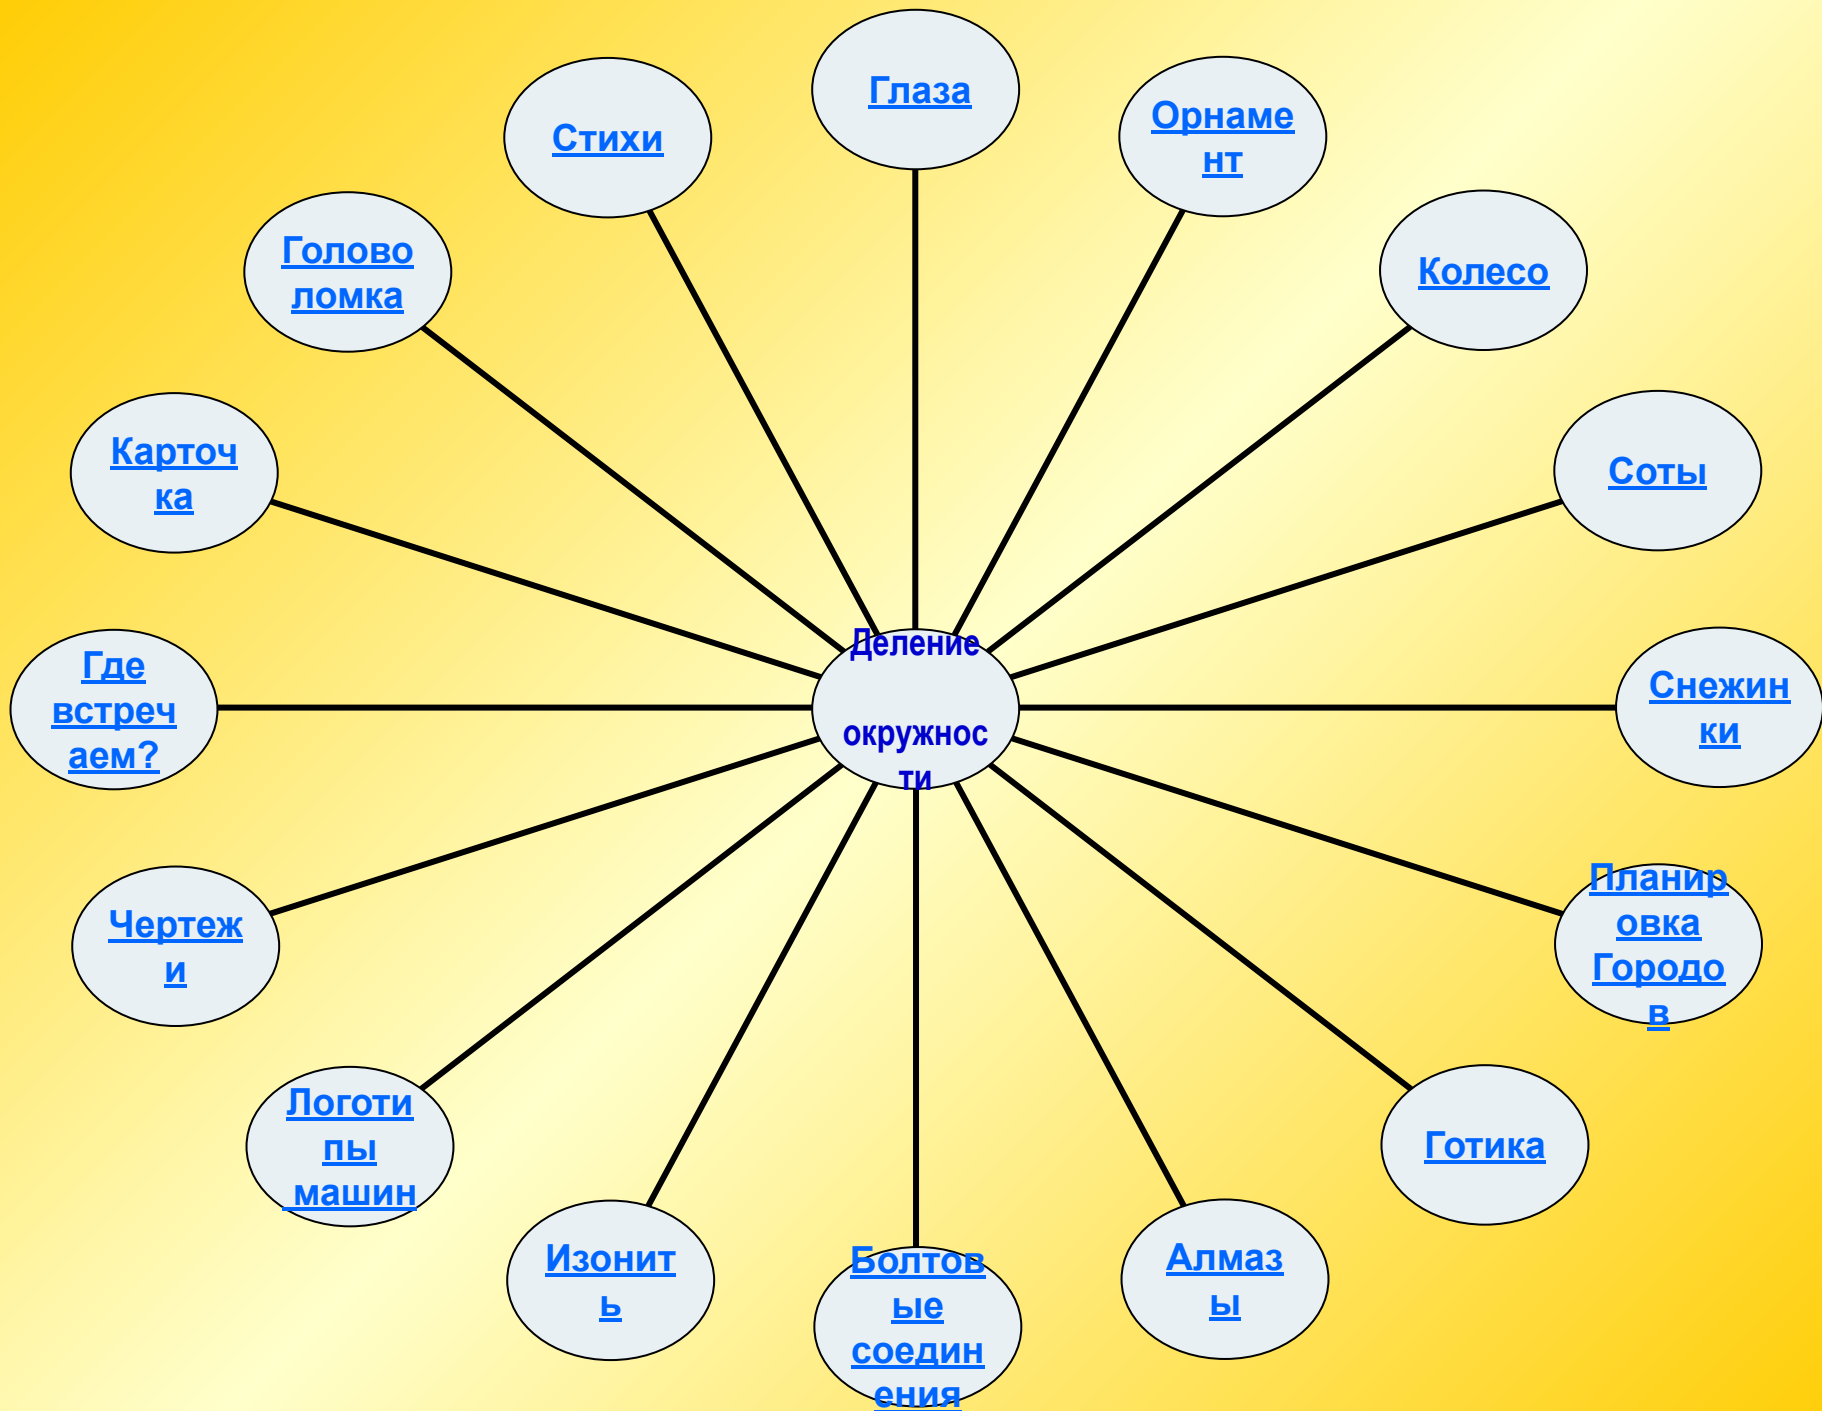 Глаза
Орнаме
нт
Колесо
Соты
Снежин
ки
Планир
овка
Городо
в
Готика
Алмаз
ы
Болтов
ые
соедин
ения
Изонит
ь
Логоти
пы
машин
Чертеж
и
Где
встреч
аем?
Карточ
ка
Голово
ломка
Стихи
Деление
окружнос
ти